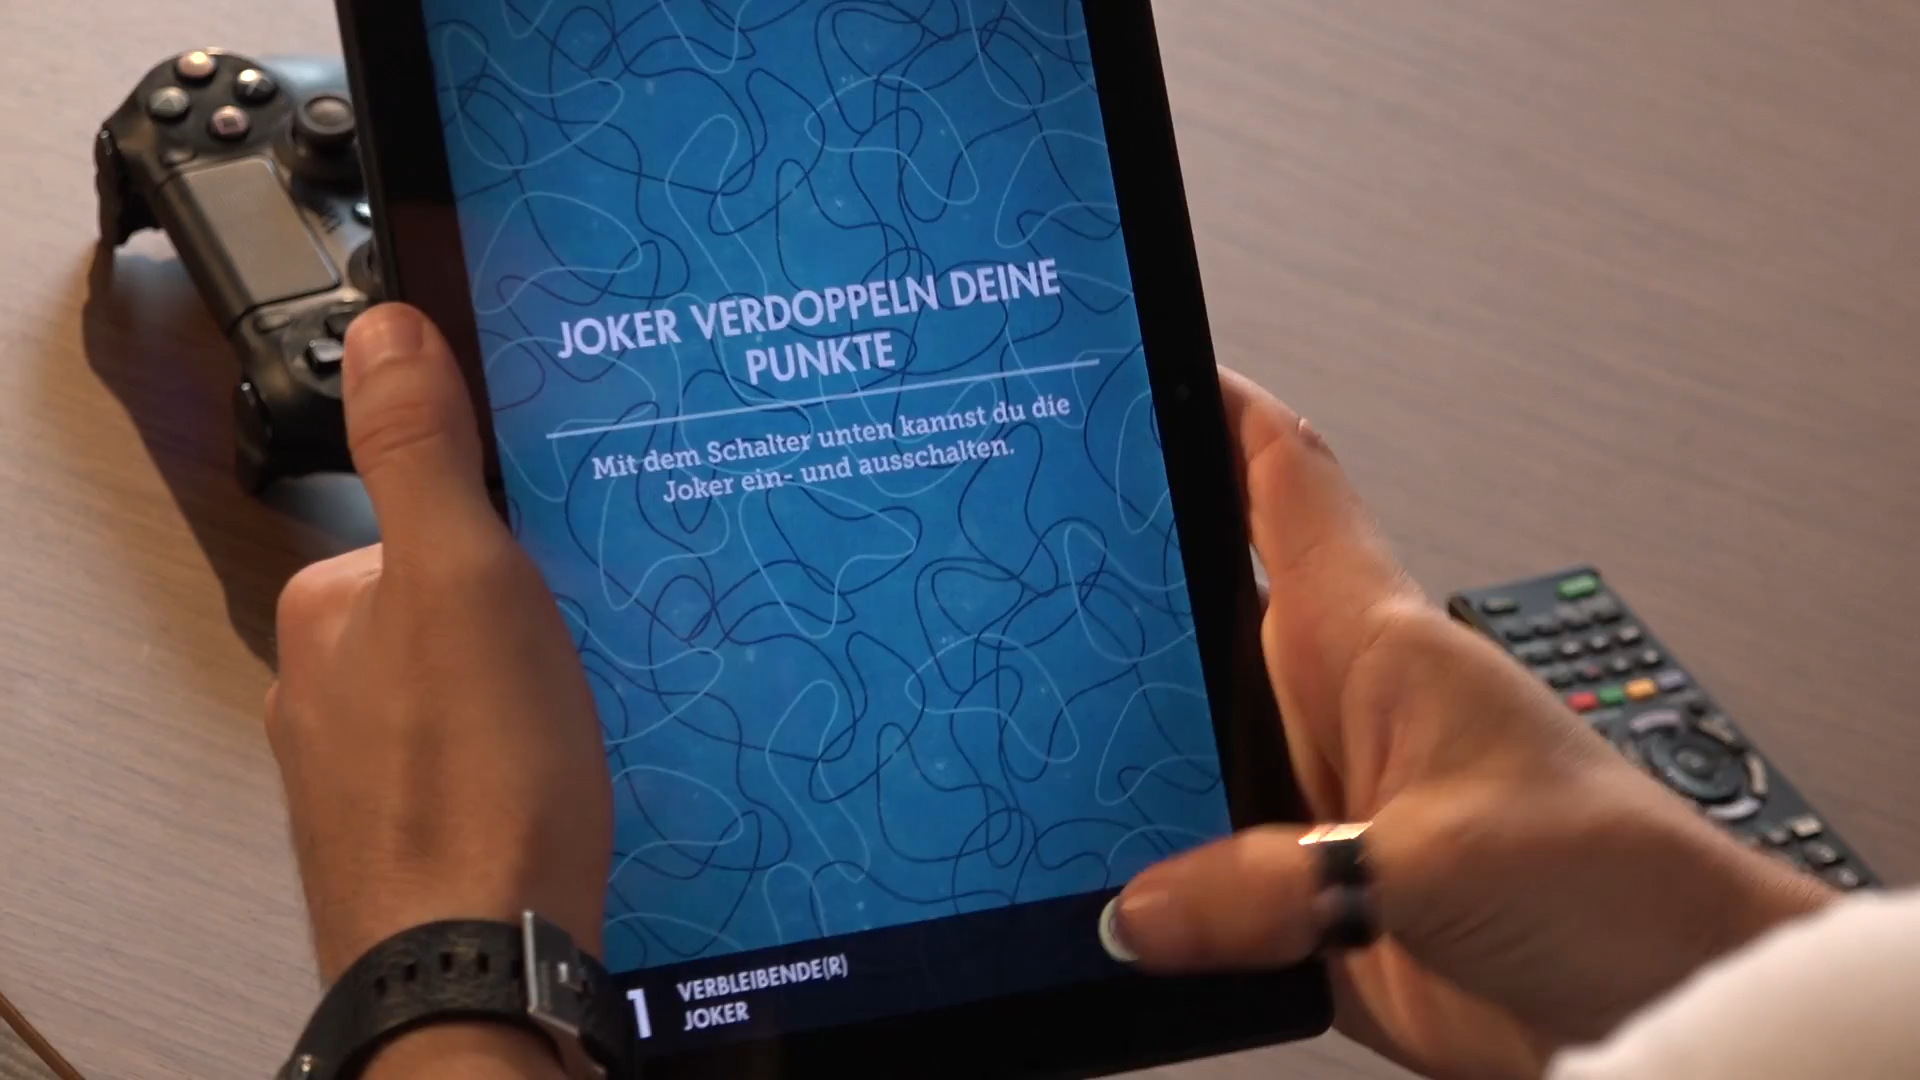 JOKER VERDOPPELN DEINE
PUNKTE
Mit dem Schalter unten kannst du die
Joker ein- und ausschalten.
1
VERBLEIBENDE(R)
JOKER